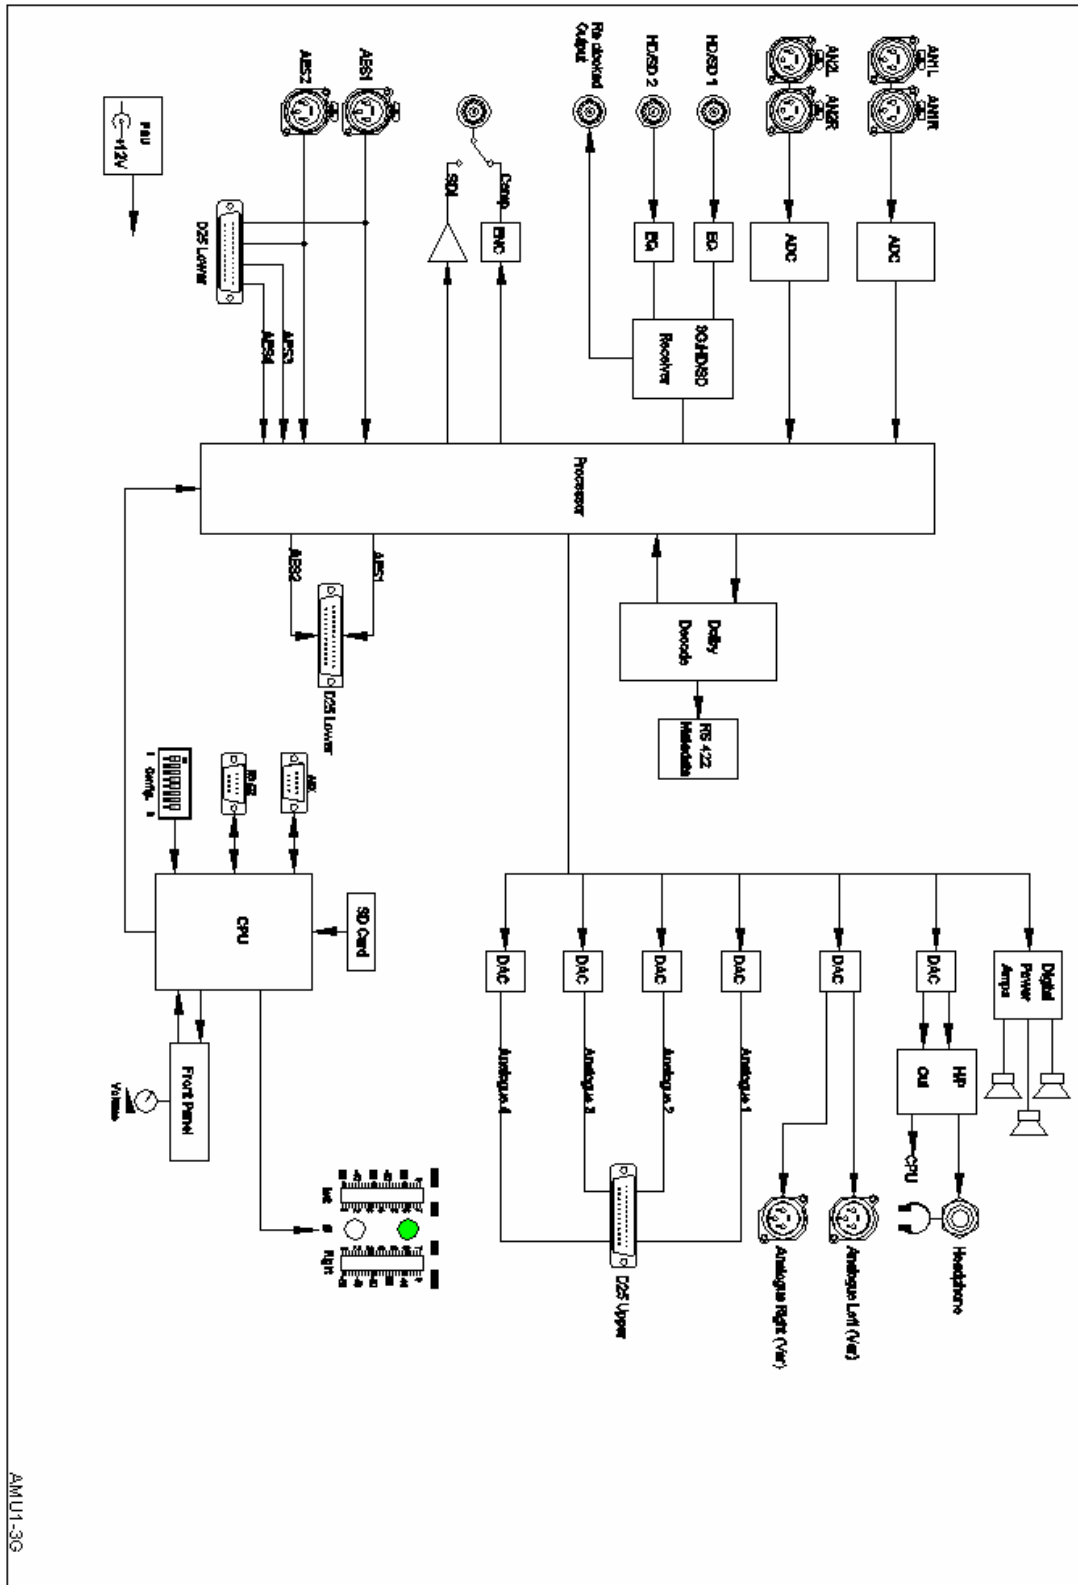 AN1L
AN1R
AN2L
AN2R
HD/SD 1
HD/SD 2
Re clocked
Output
AES1
AES2
PSU
+12V
ADC
ADC
EQ
EQ
3G/HD/SD
Receiver
Comp
SDI
ENC
D25 Lower
AES3
AES4
Processor
AES1
AES2
D25 Lower
Dolby
Decode
RS 422
Metadata
Config.
CPU
SD Card
Front Panel
Volume
Digital
Power
Amps
DAC
DAC
DAC
DAC
DAC
DAC
HP
Out
CPU
Analogue 1
Analogue 2
Analogue 3
Analogue 4
D25 Upper
Headphone
Analogue Left (Var)
Analogue Right (Var)
Left
Right
AMU1-3G